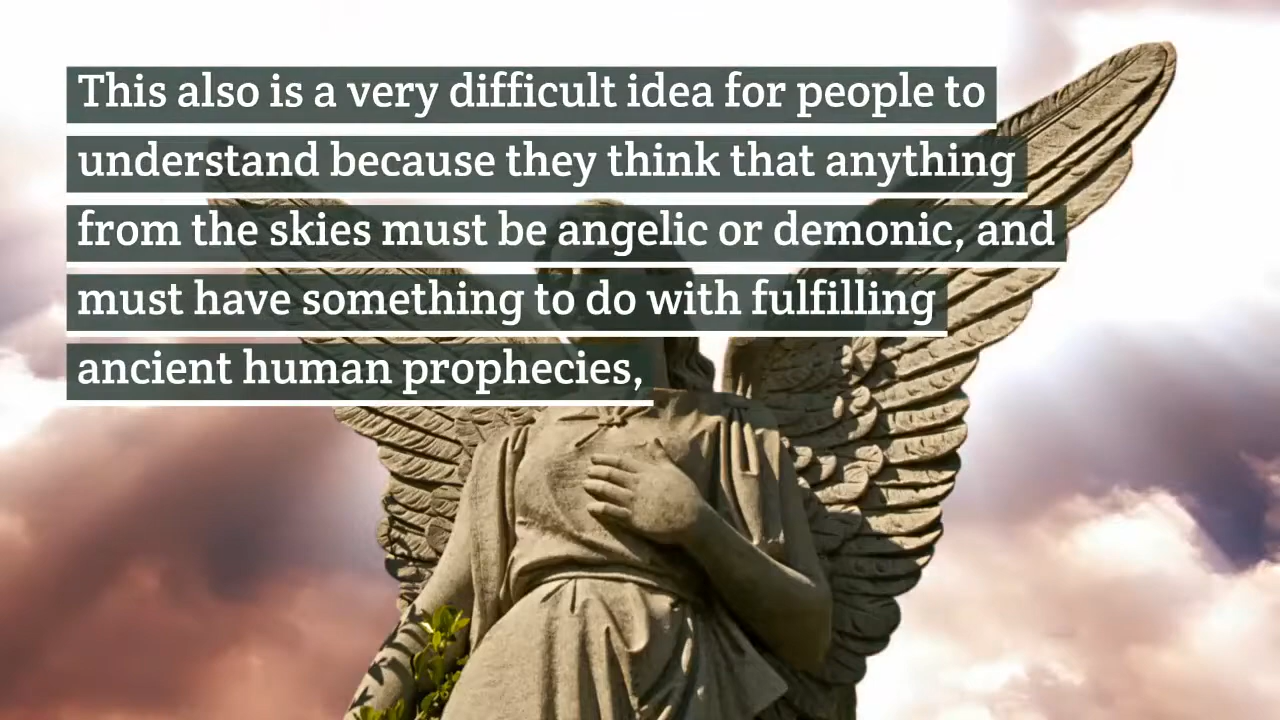 This also is a very difficult idea for people to
understand because they think that anything
from the skies must be angelic or demonic, and
must have something to do with fulfilling
ancient human prophecies,